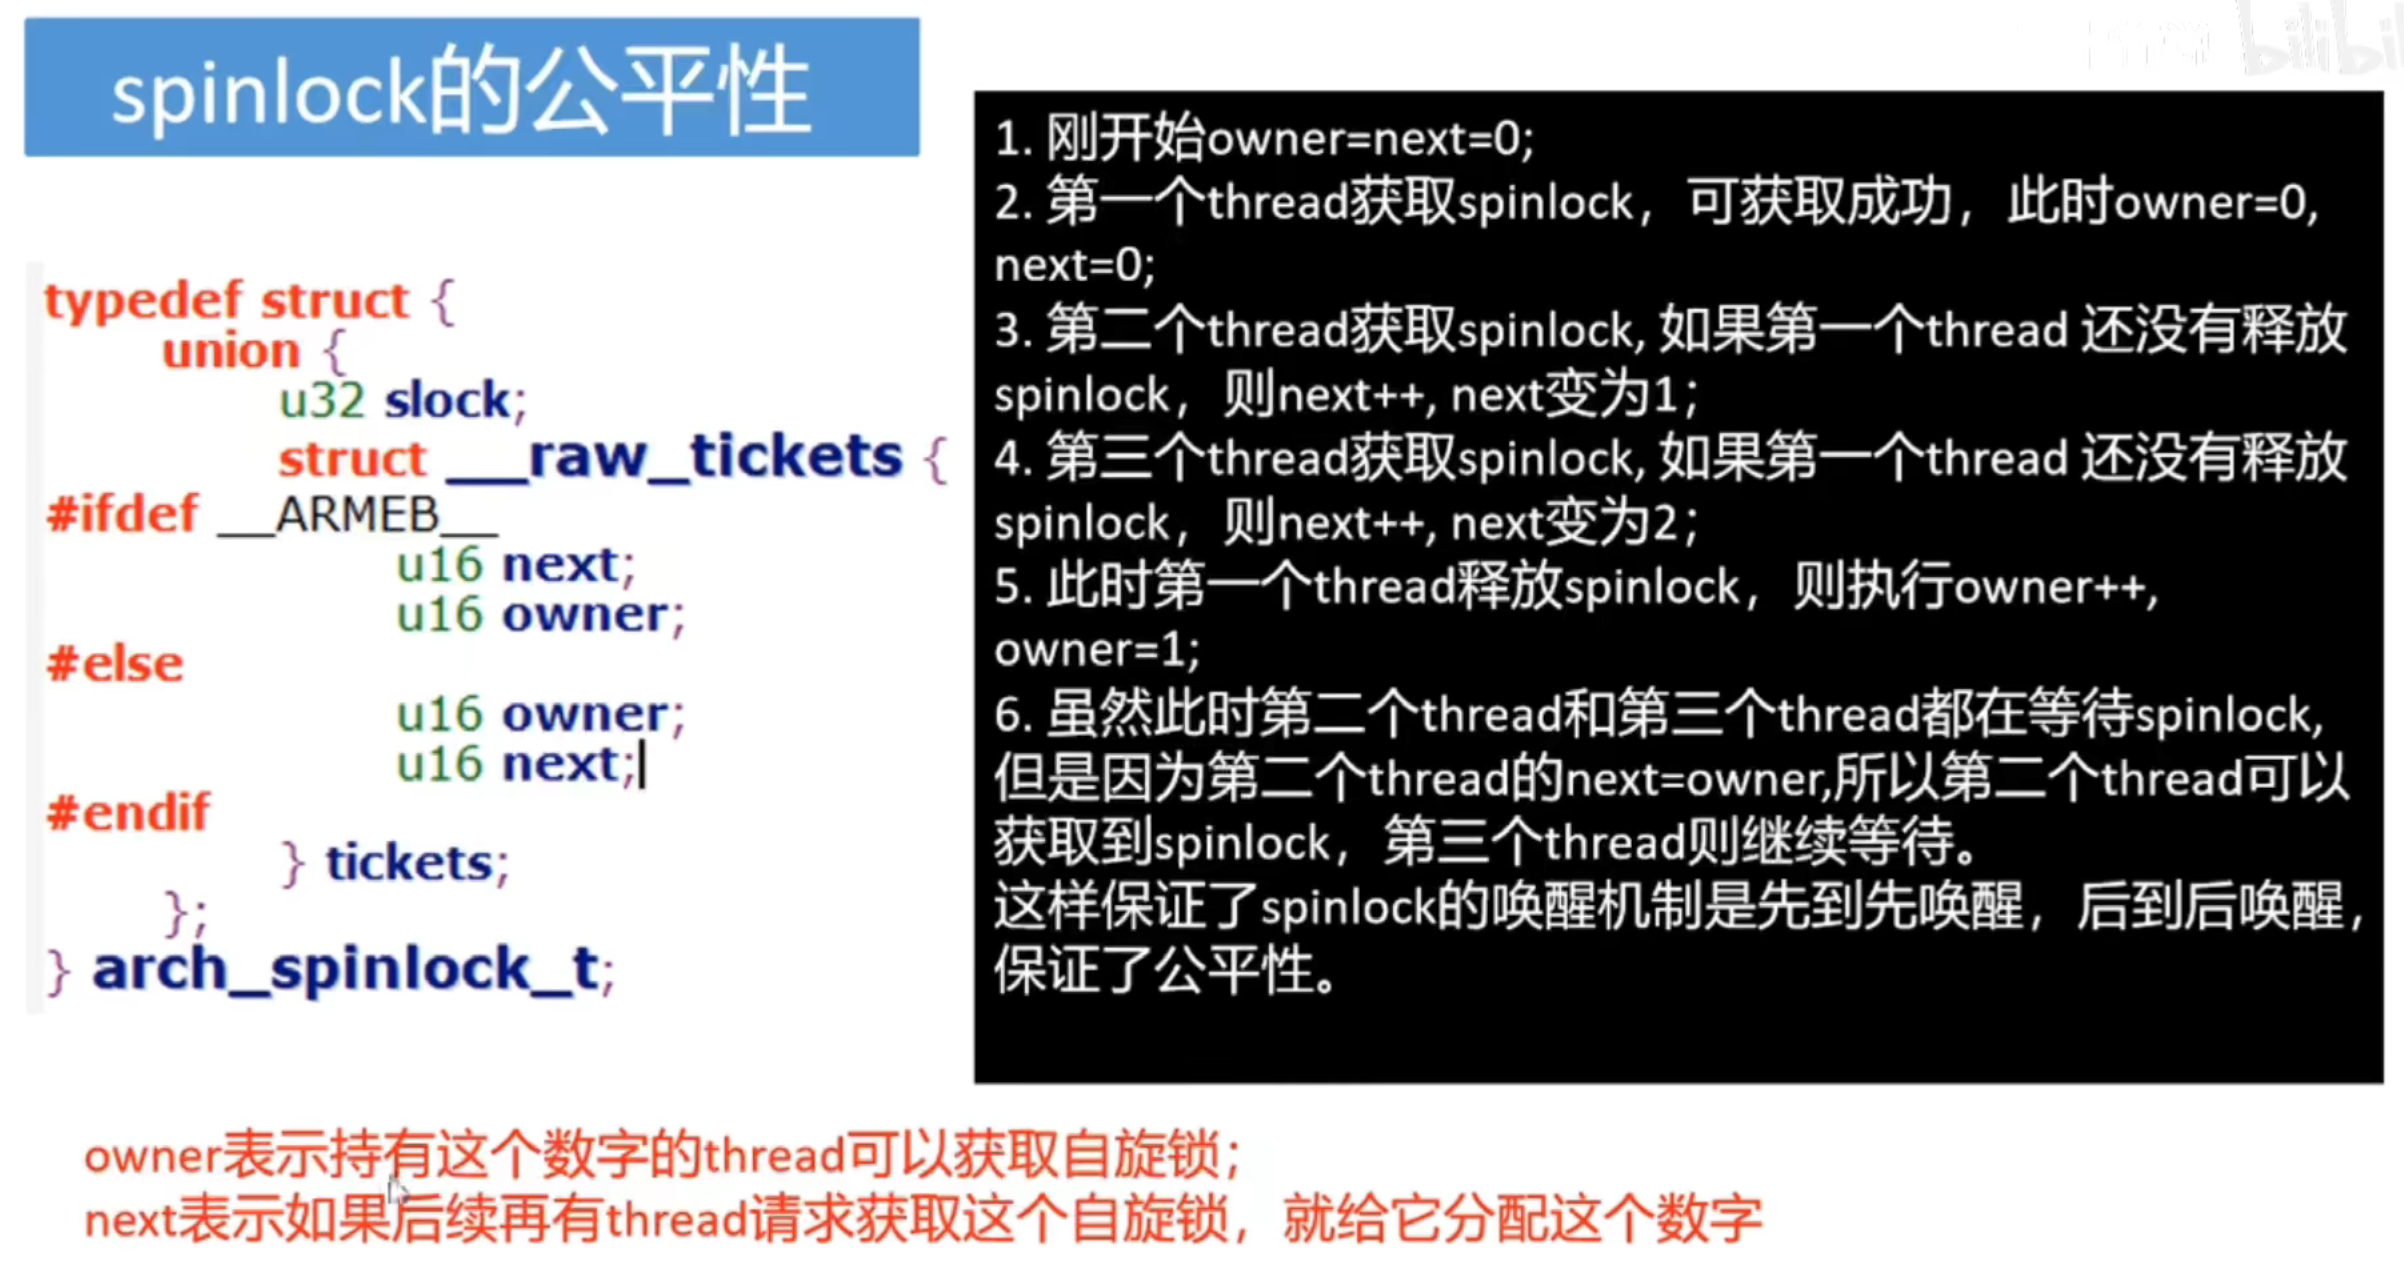 spinlock的公平性
typedef struct {
union {
u32 slock;
struct __raw_tickets {
#ifdef __ARMEB__
u16 next;
u16 owner;
#else
u16 owner;
u16 next;
#endif
} tickets;
};
} arch_spinlock_t;
1. 刚开始owner=next=0;
2. 第一个thread获取spinlock，可获取成功，此时owner=0,
next=0;
3. 第二个thread获取spinlock, 如果第一个thread 还没有释放
spinlock，则next++, next变为1；
4. 第三个thread获取spinlock, 如果第一个thread 还没有释放
spinlock，则next++, next变为2；
5. 此时第一个thread释放spinlock，则执行owner++,
owner=1;
6. 虽然此时第二个thread和第三个thread都在等待spinlock,
但是因为第二个thread的next=owner,所以第二个thread可以
获取到spinlock，第三个thread则继续等待。
这样保证了spinlock的唤醒机制是先到先唤醒，后到后唤醒，
保证了公平性。
owner表示持有这个数字的thread可以获取自旋锁；
next表示如果后续再有thread请求获取这个自旋锁，就给它分配这个数字